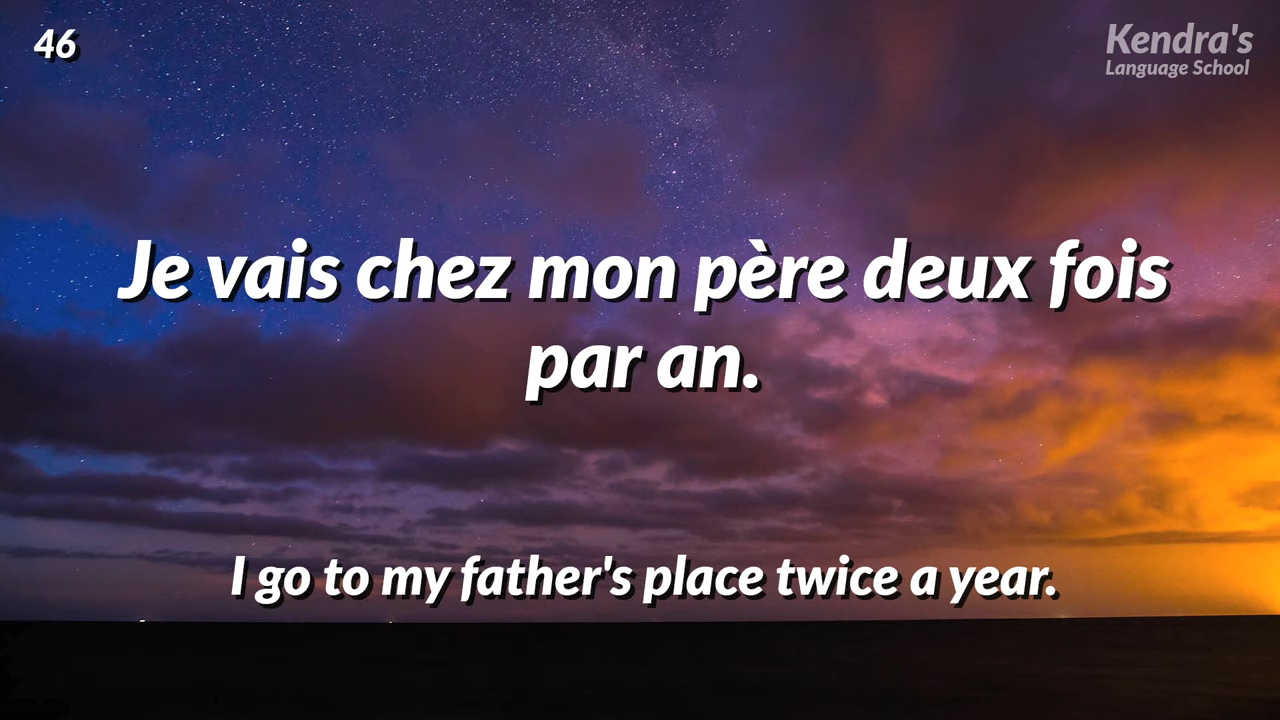 46
Kendra's
Language School
Je vais chez mon père deux fois
par an.
I go to my father's place twice a year.